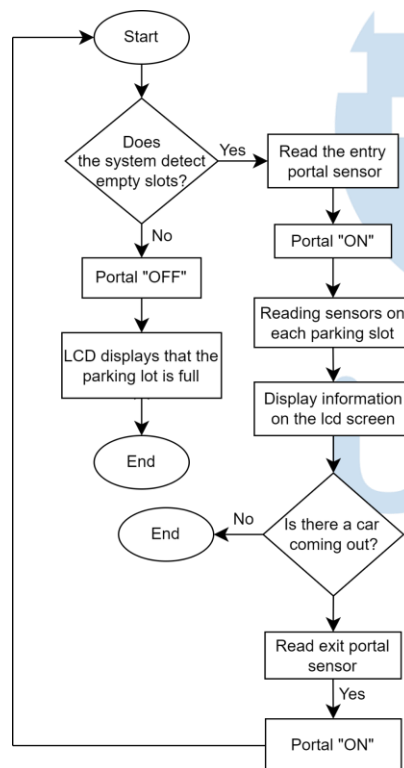 Start
Does
the system detect
empty slots?
Yes
Read the entry
portal sensor
No
Portal "ON"
Portal "OFF"
Reading sensors on
each parking slot
LCD displays that the
parking lot is full
Display information
on the lcd screen
End
Is there a car
coming out?
No
End
Read exit portal
sensor
Yes
Portal "ON"